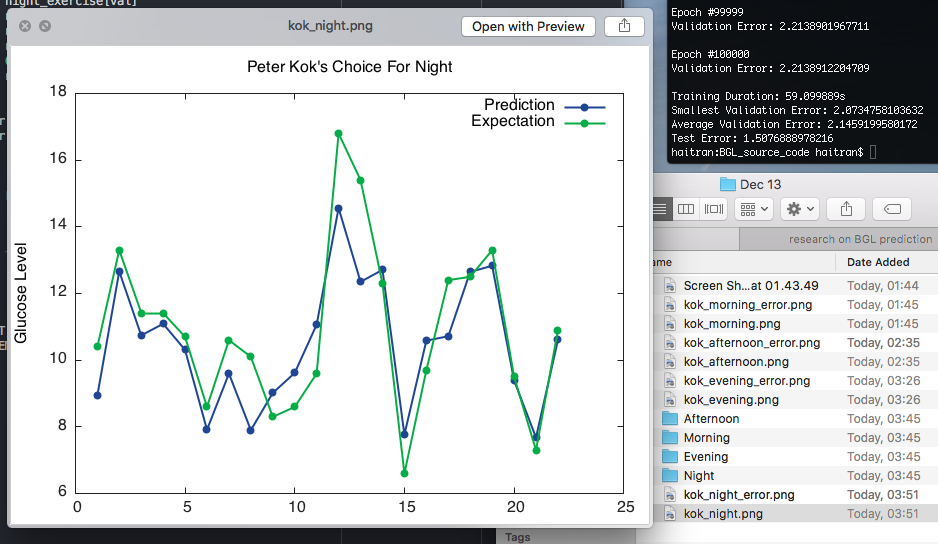 night_exercise[val]
kok_night.png
Open with Preview
Peter Kok's Choice For Night
Prediction
Expectation
Glucose Level
18
16
14
12
10
8
6
0
5
10
15
20
25
Epoch #99999
Validation Error: 2.2138901967711
Epoch #100000
Validation Error: 2.2138912204709
Training Duration: 59.099889s
Smallest Validation Error: 2.0734758103632
Average Validation Error: 2.1459199580172
Test Error: 1.5076888978216
haitran:BGL_source_code haitran$
Dec 13
research on BGL prediction
ame
Date Added
Screen Sh...at 01.43.49
Today, 01:44
kok_morning_error.png
Today, 01:45
kok_morning.png
Today, 01:45
kok_afternoon_error.png
Today, 02:35
kok_afternoon.png
Today, 02:35
kok_evening_error.png
Today, 03:26
kok_evening.png
Today, 03:26
Afternoon
Today, 03:45
Morning
Today, 03:45
Evening
Today, 03:45
Night
Today, 03:45
kok_night_error.png
Today, 03:51
kok_night.png
Today, 03:51
Tags